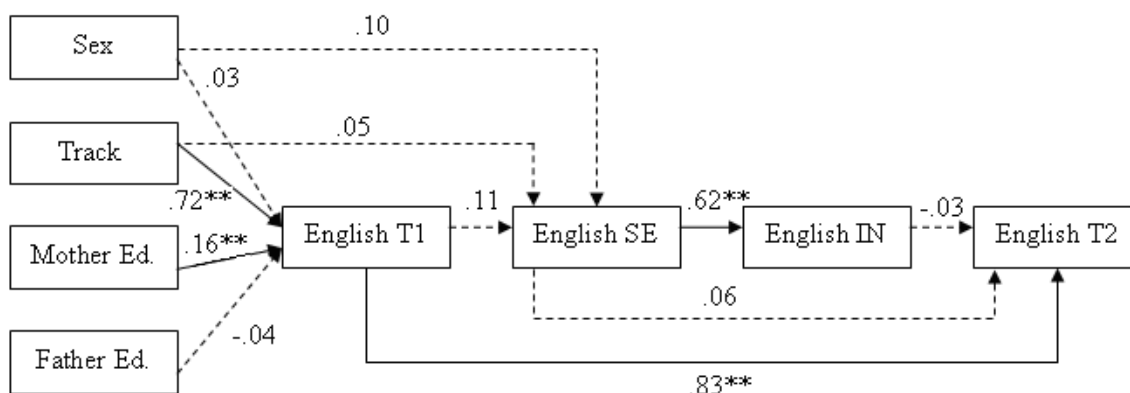 Sex
.10
.03
Track
.05
.72**
Mother Ed.
.16**
English T1
.11
English SE
.62**
English IN
-.03
English T2
.06
Father Ed.
-.04
.83**